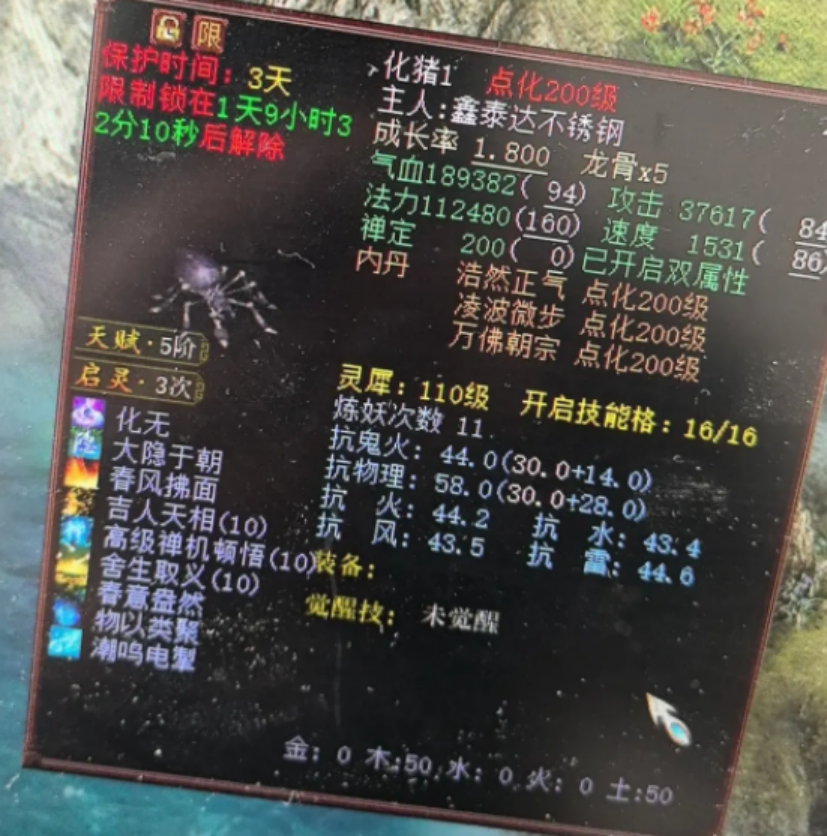 限
保护时间：3天
限制锁在1天9小时3
2分10秒后解除
化猪1 点化200级
主人:鑫泰达不锈钢
成长率 1.800 龙骨x5
气血189382( 94) 攻击 37617( 84
法力112480(160) 速度 1531( 86)
禅定 200( 0) 已开启双属性
内丹 浩然正气 点化200级
凌波微步 点化200级
万佛朝宗 点化200级
天赋·5阶
启灵·3次
化无
大隐于朝
春风拂面
吉人天相(10)
高级禅机顿悟(10)
舍生取义(10)
春意盎然
物以类聚
潮鸣电掣
灵犀：110级 开启技能格：16/16
炼妖次数 11
抗鬼火：44.0(30.0+14.0)
抗物理：58.0(30.0+28.0)
抗 火：44.2 抗 水：43.4
抗 风：43.5 抗 雷：44.6
装备：
觉醒技： 未觉醒
金：0 木:50 水：0 火：0 土:50